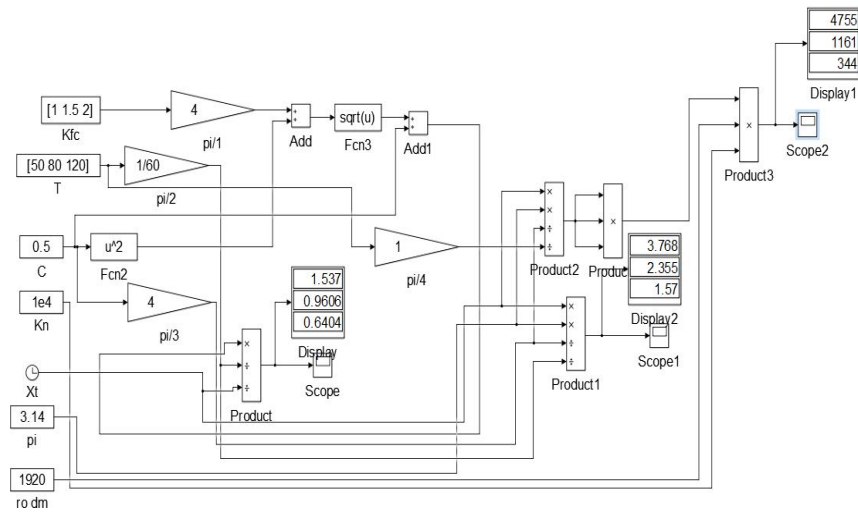 4755
1161
344
Display1
[1 1.5 2]
Kfc
4
pi/1
+
+
Add
sqrt(u)
Fcn3
+
+
Add1
×
Product3
Scope2
[50 80 120]
T
1/60
pi/2
0.5
C
u^2
Fcn2
1
pi/4
×
×
÷
÷
Product2
×
Produc
3.768
2.355
1.57
Display2
1e4
Kn
4
pi/3
1.537
0.9606
0.6404
Display
×
÷
÷
Product
Scope
×
×
÷
÷
Product1
Scope1
Xt
3.14
pi
1920
ro dm